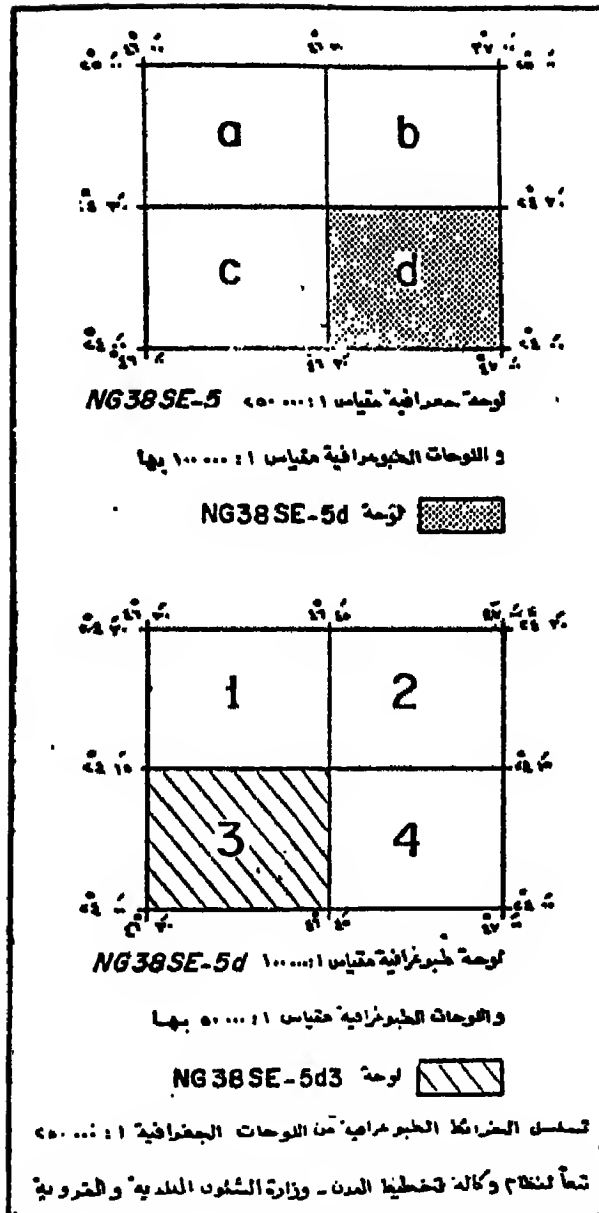 a b
c d
NG38SE-5 لوحة جغرافية مقياس ١ : ٢٥٠٠٠٠
و اللوحات الطبوغرافية مقياس ١ : ١٠٠٠٠٠ بها
NG38SE-5d لوحة
1 2
3 4
NG38SE-5d لوحة طبوغرافية مقياس ١ : ١٠٠٠٠٠
واللوحات الطبوغرافية مقياس ١ : ٥٠٠٠٠ بها
NG38SE-5d3 لوحة
تسلسل الخرائط الطبوغرافية من اللوحات الجغرافية ١ : ٢٥٠٠٠٠
تبعاً لنظام وكالة تخطيط المدن - وزارة الشئون البلدية والقروية